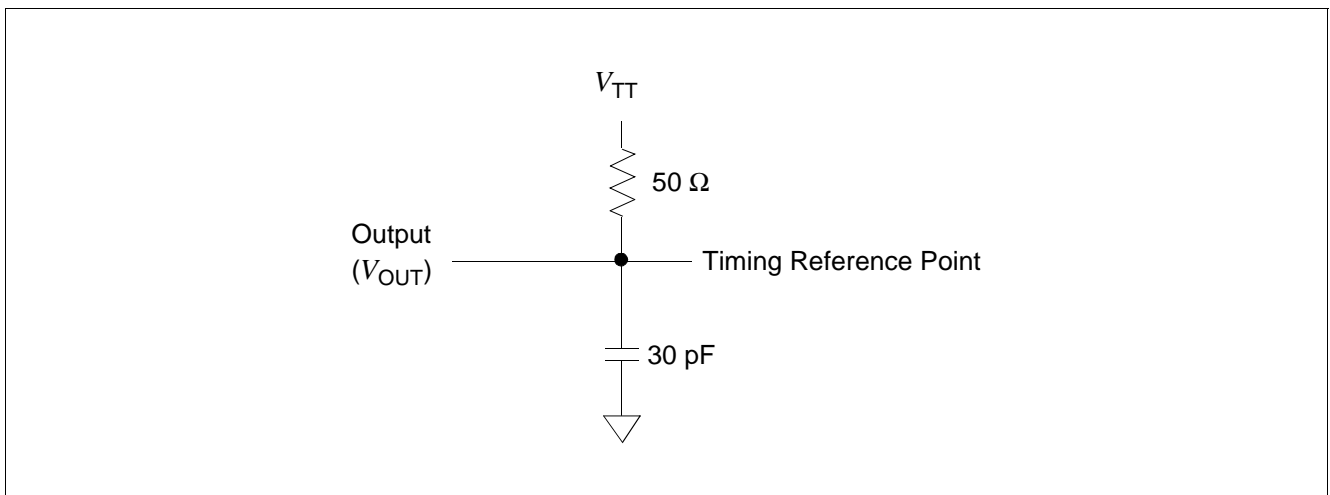 VTT
50 Ω
Output
(VOUT)
Timing Reference Point
30 pF